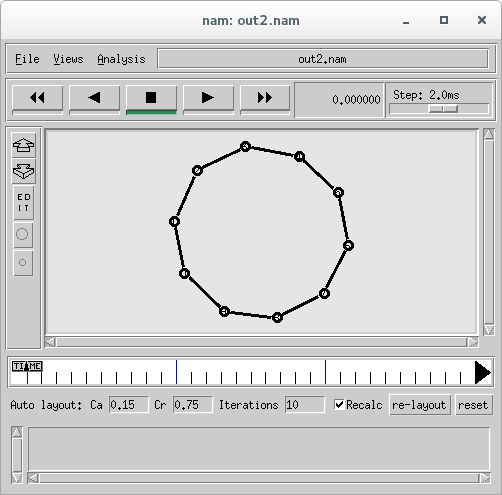 nam: out2.nam
File Views Analysis out2.nam
0.000000 Step: 2.0ms
ED
IT
TIME
Auto layout: Ca 0.15 Cr 0.75 Iterations 10 Recalc re-layout reset